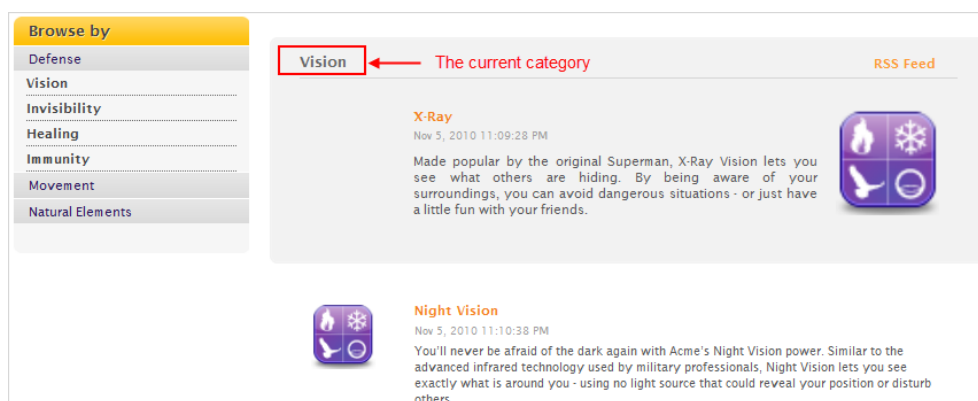 Browse by
Defense
Vision
Invisibility
Healing
Immunity
Movement
Natural Elements
Vision
The current category
RSS Feed
X-Ray
Nov 5, 2010 11:09:28 PM
Made popular by the original Superman, X-Ray Vision lets you
see what others are hiding. By being aware of your
surroundings, you can avoid dangerous situations - or just have
a little fun with your friends.
Night Vision
Nov 5, 2010 11:10:38 PM
You'll never be afraid of the dark again with Acme's Night Vision power. Similar to the
advanced infrared technology used by military professionals, Night Vision lets you see
exactly what is around you - using no light source that could reveal your position or disturb
others.